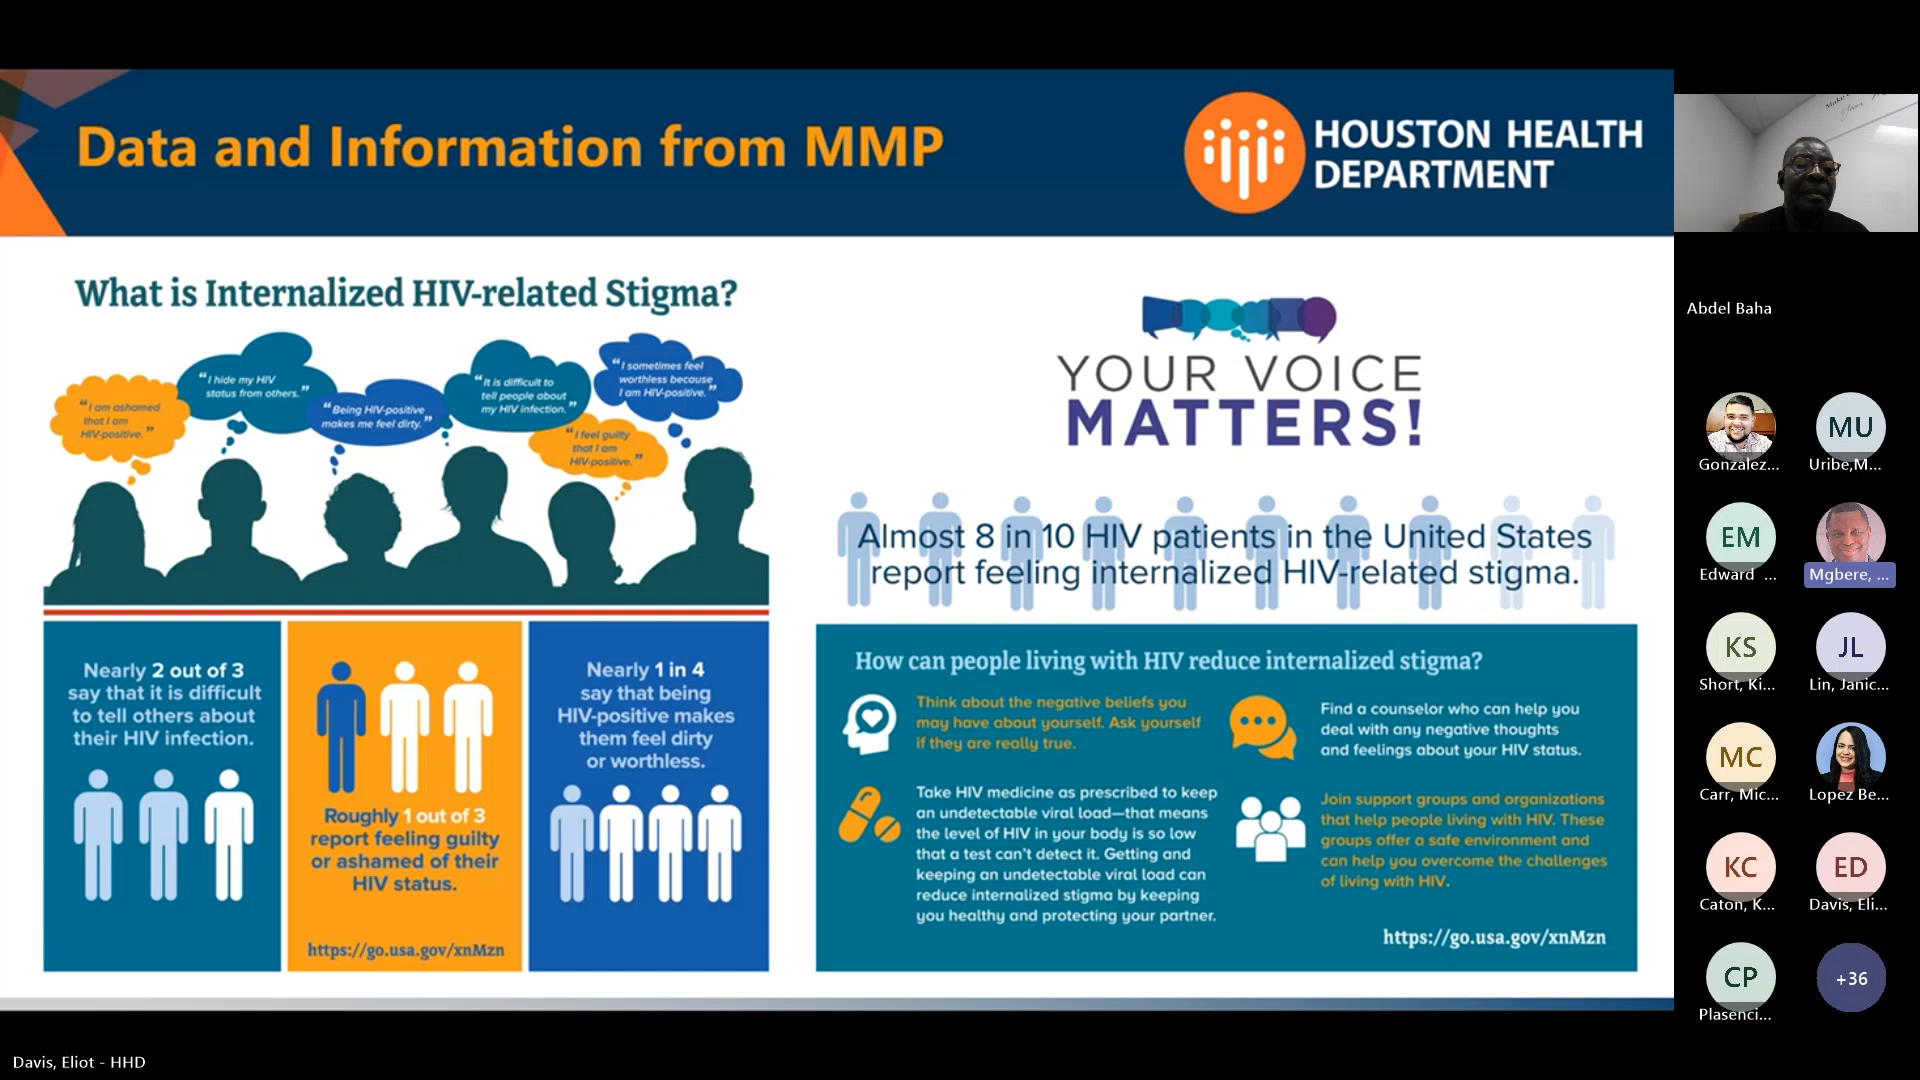 Data and Information from MMP
HOUSTON HEALTH
DEPARTMENT
What is Internalized HIV-related Stigma?
“I am ashamed
that I am
HIV-positive.”
“I hide my HIV
status from others.”
“Being HIV-positive
makes me feel dirty.”
“It is difficult to
tell people about
my HIV infection.”
“I feel guilty
that I am
HIV-positive.”
“I sometimes feel
worthless because
I am HIV-positive.”
Nearly 2 out of 3
say that it is difficult
to tell others about
their HIV infection.
Roughly 1 out of 3
report feeling guilty
or ashamed of their
HIV status.
https://go.usa.gov/xnMzn
Nearly 1 in 4
say that being
HIV-positive makes
them feel dirty
or worthless.
YOUR VOICE
MATTERS!
Almost 8 in 10 HIV patients in the United States
report feeling internalized HIV-related stigma.
How can people living with HIV reduce internalized stigma?
Think about the negative beliefs you
may have about yourself. Ask yourself
if they are really true.
Find a counselor who can help you
deal with any negative thoughts
and feelings about your HIV status.
Take HIV medicine as prescribed to keep
an undetectable viral load—that means
the level of HIV in your body is so low
that a test can’t detect it. Getting and
keeping an undetectable viral load can
reduce internalized stigma by keeping
you healthy and protecting your partner.
Join support groups and organizations
that help people living with HIV. These
groups offer a safe environment and
can help you overcome the challenges
of living with HIV.
https://go.usa.gov/xnMzn
Abdel Baha
Gonzalez...
MU
Uribe,M...
EM
Edward ...
Mgbere, ...
KS
Short, Ki...
JL
Lin, Janic...
MC
Carr, Mic...
Lopez Be...
KC
Caton, K...
ED
Davis, Eli...
CP
Plasenci...
+36
Davis, Eliot - HHD